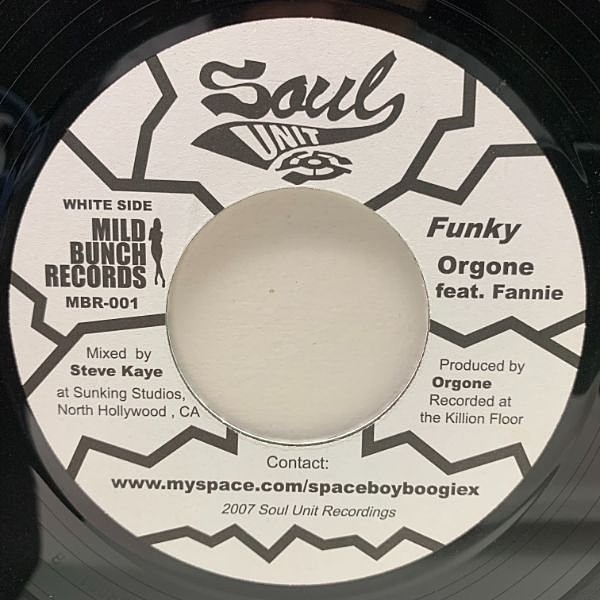 Soul
UNIT
WHITE SIDE
MILD
BUNCH
RECORDS
MBR-001
Funky
Orgone
feat. Fannie
Mixed by
Steve Kaye
at Sunking Studios,
North Hollywood , CA
Produced by
Orgone
Recorded at
the Killion Floor
Contact:
www.myspace.com/spaceboyboogiex
2007 Soul Unit Recordings